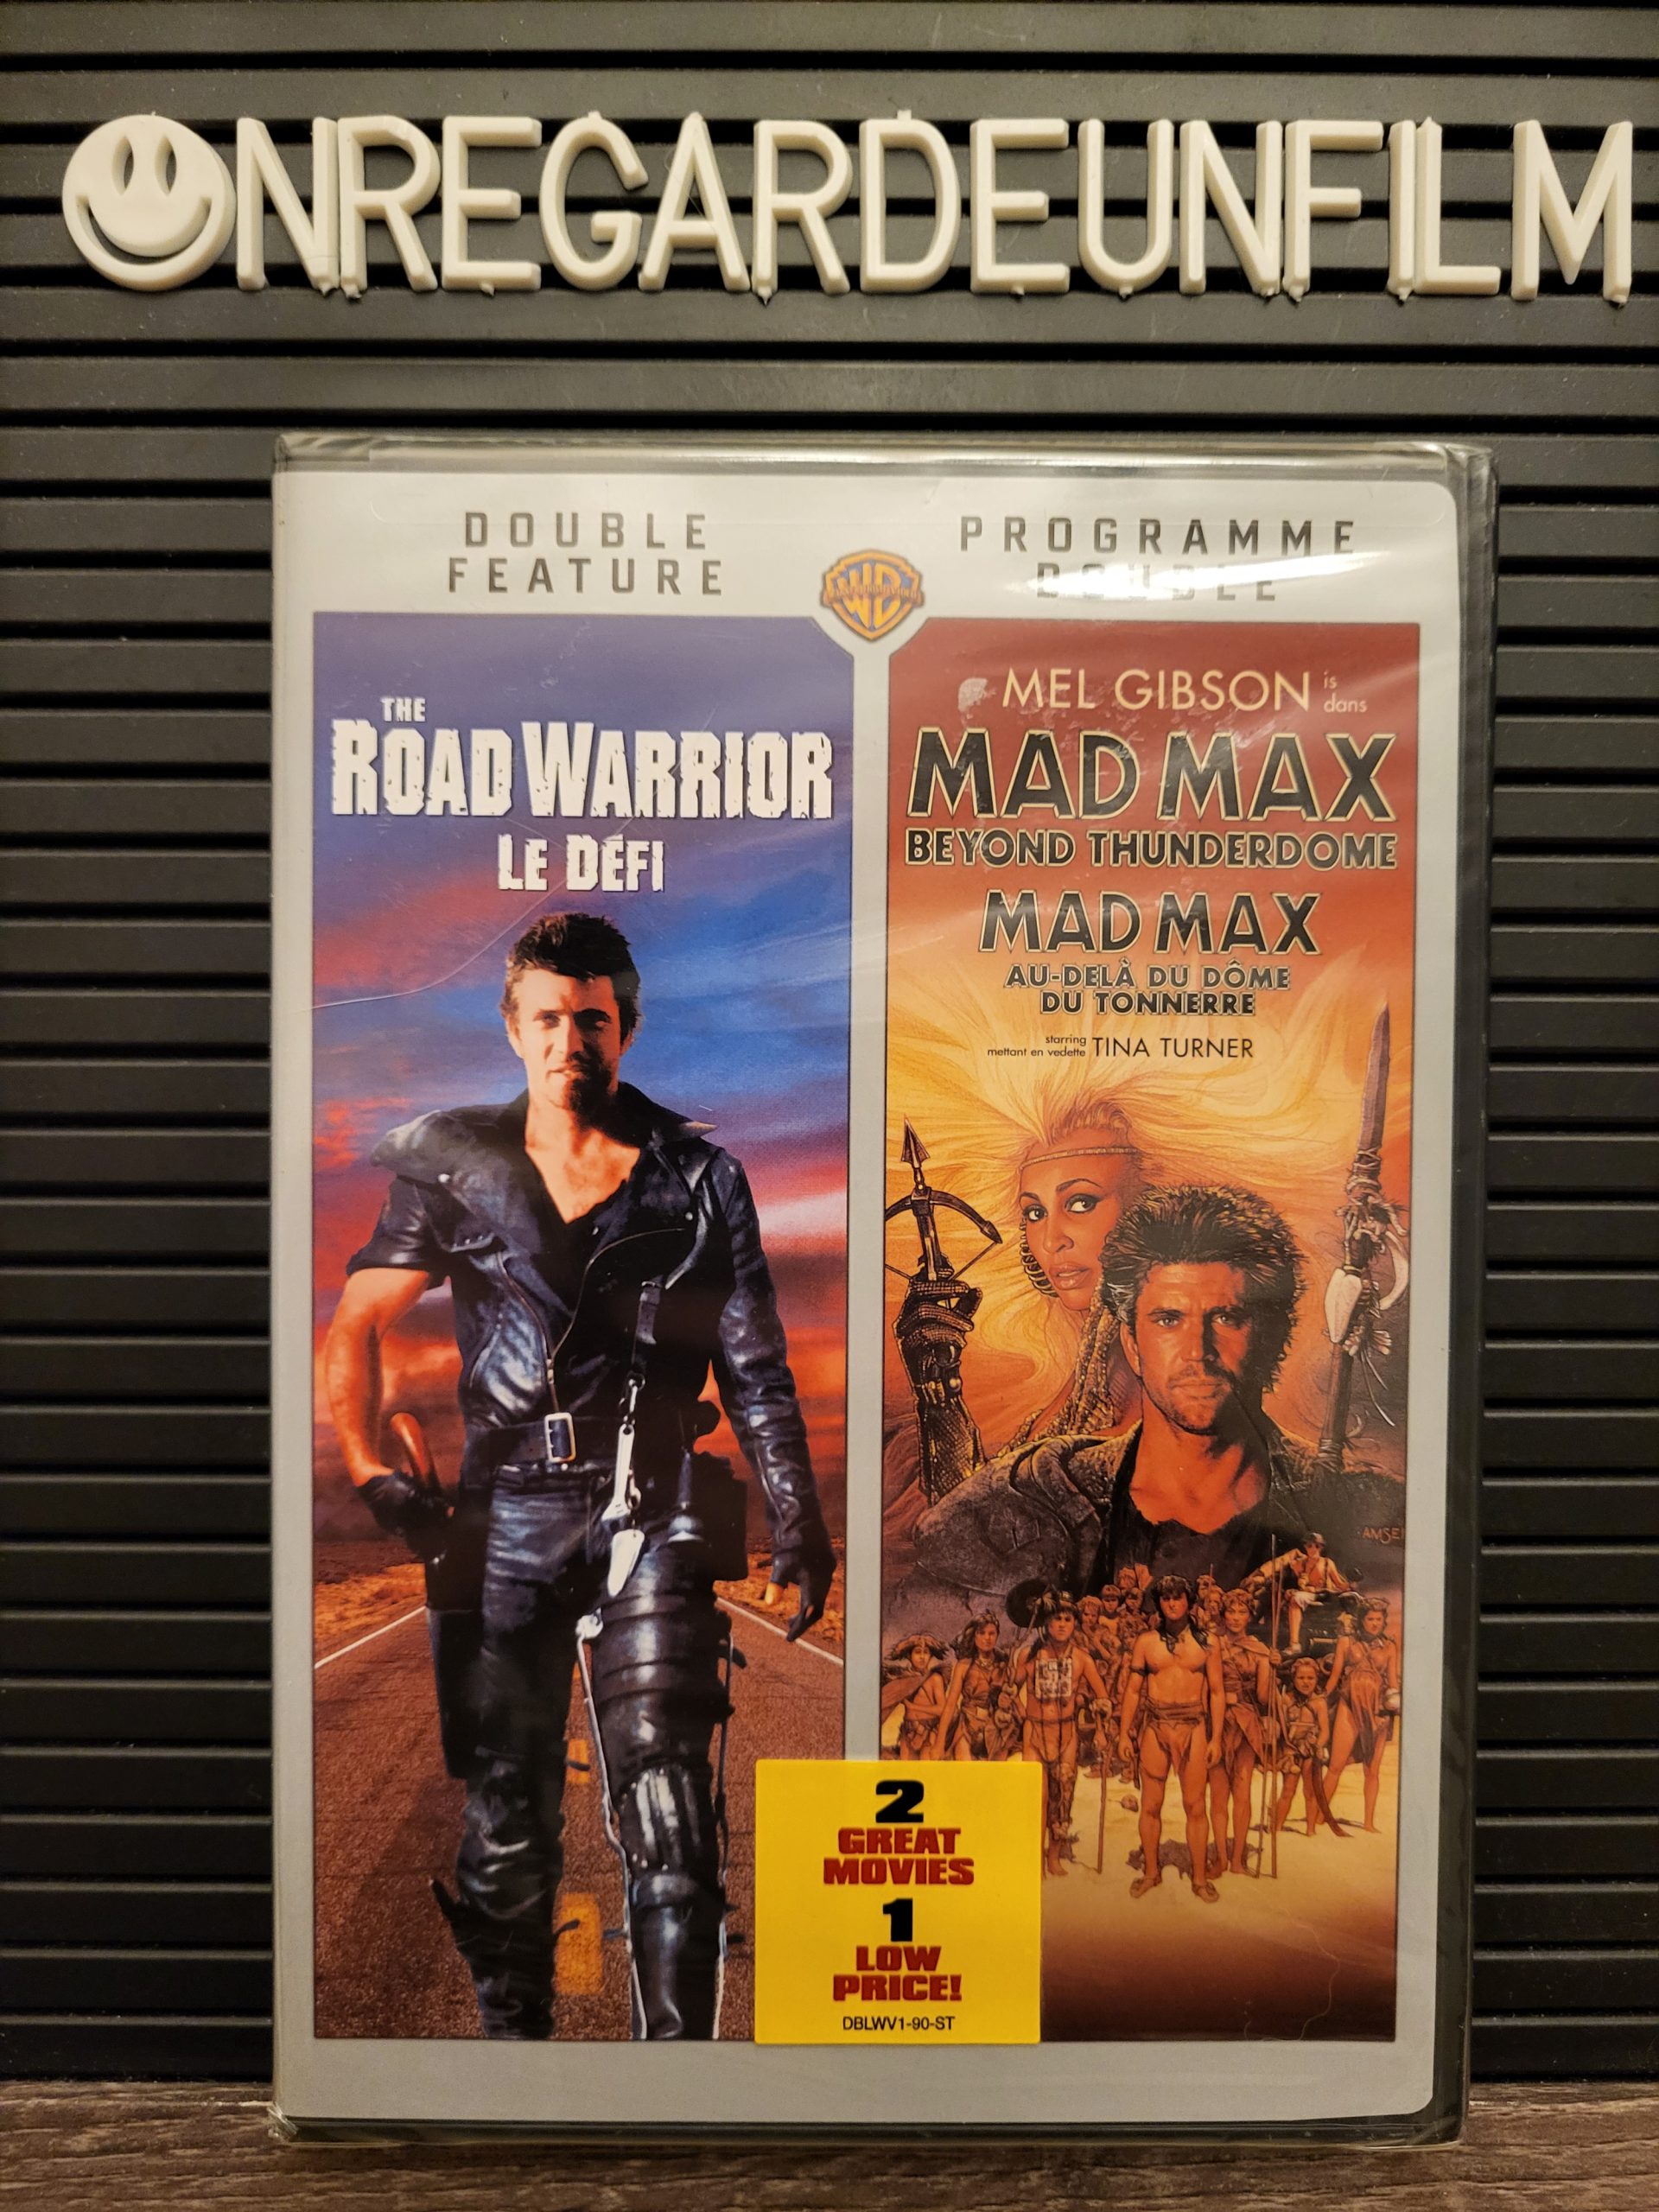 ONREGARDEUNFILM
DOUBLE
FEATURE
PROGRAMME
DOUBLE
WB
THE
ROAD WARRIOR
LE DÉFI
MEL GIBSON is
dans
MAD MAX
BEYOND THUNDERDOME
MAD MAX
AU-DELÀ DU DÔME
DU TONNERRE
starring
mettant en vedette TINA TURNER
2
GREAT
MOVIES
1
LOW
PRICE!
DBLWV1-90-ST